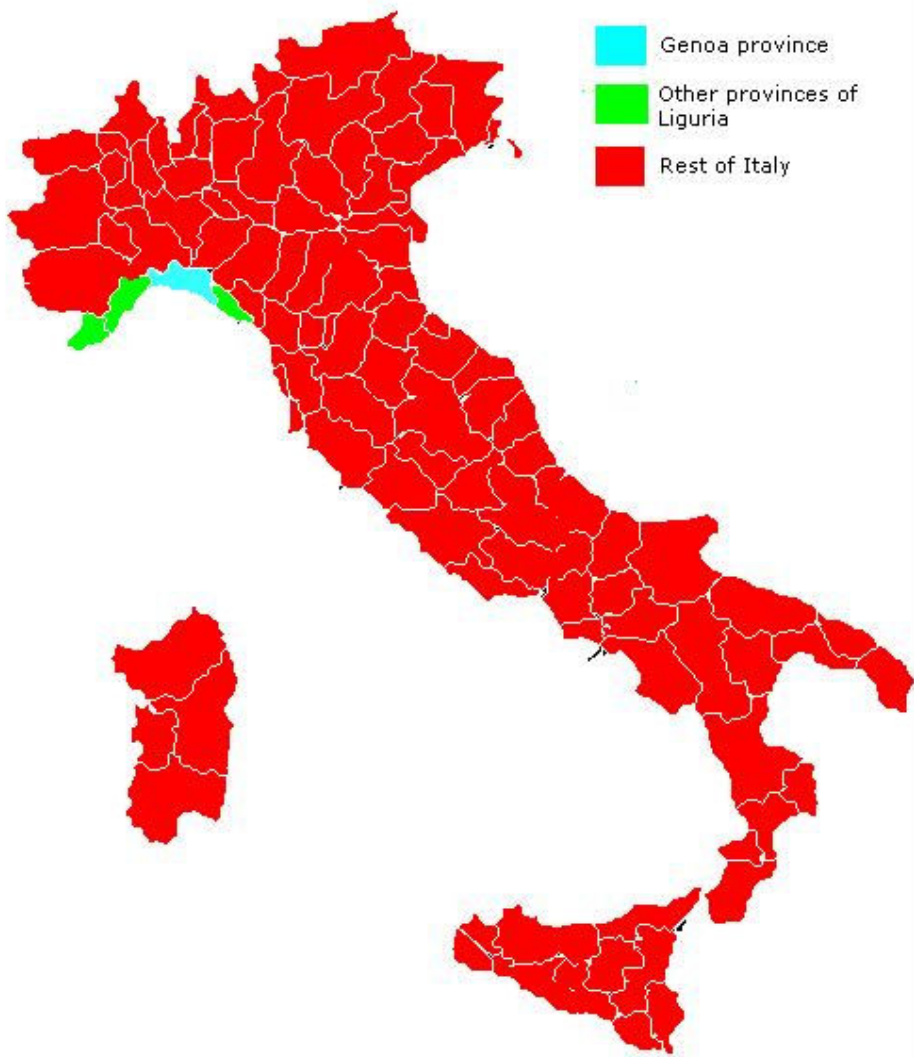 Genoa province
Other provinces of
Liguria
Rest of Italy